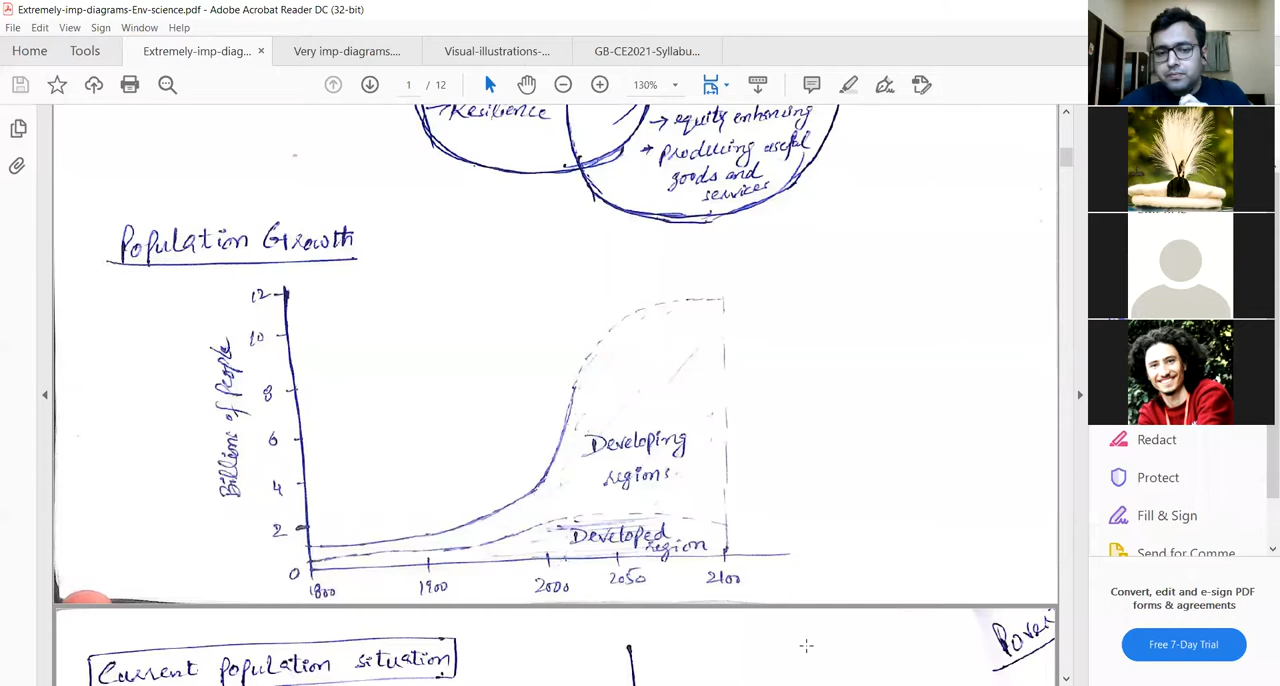 Extremely-imp-diagrams-Env-science.pdf - Adobe Acrobat Reader DC (32-bit)
File Edit View Sign Window Help
Home Tools Extremely-imp-diag... × Very imp-diagrams.... Visual-illustrations-... GB-CE2021-Syllabu...
1 / 12 130%
→ Resilience
→ equity enhancing
→ Producing useful
goods and
services
Population Growth
12
10
8
6
4
2
0
Billions of People
Developing
regions
Developed
region
1800 1900 2000 2050 2100
Current population situation
Redact
Protect
Fill & Sign
Send for Comme
Convert, edit and e-sign PDF
forms & agreements
Free 7-Day Trial